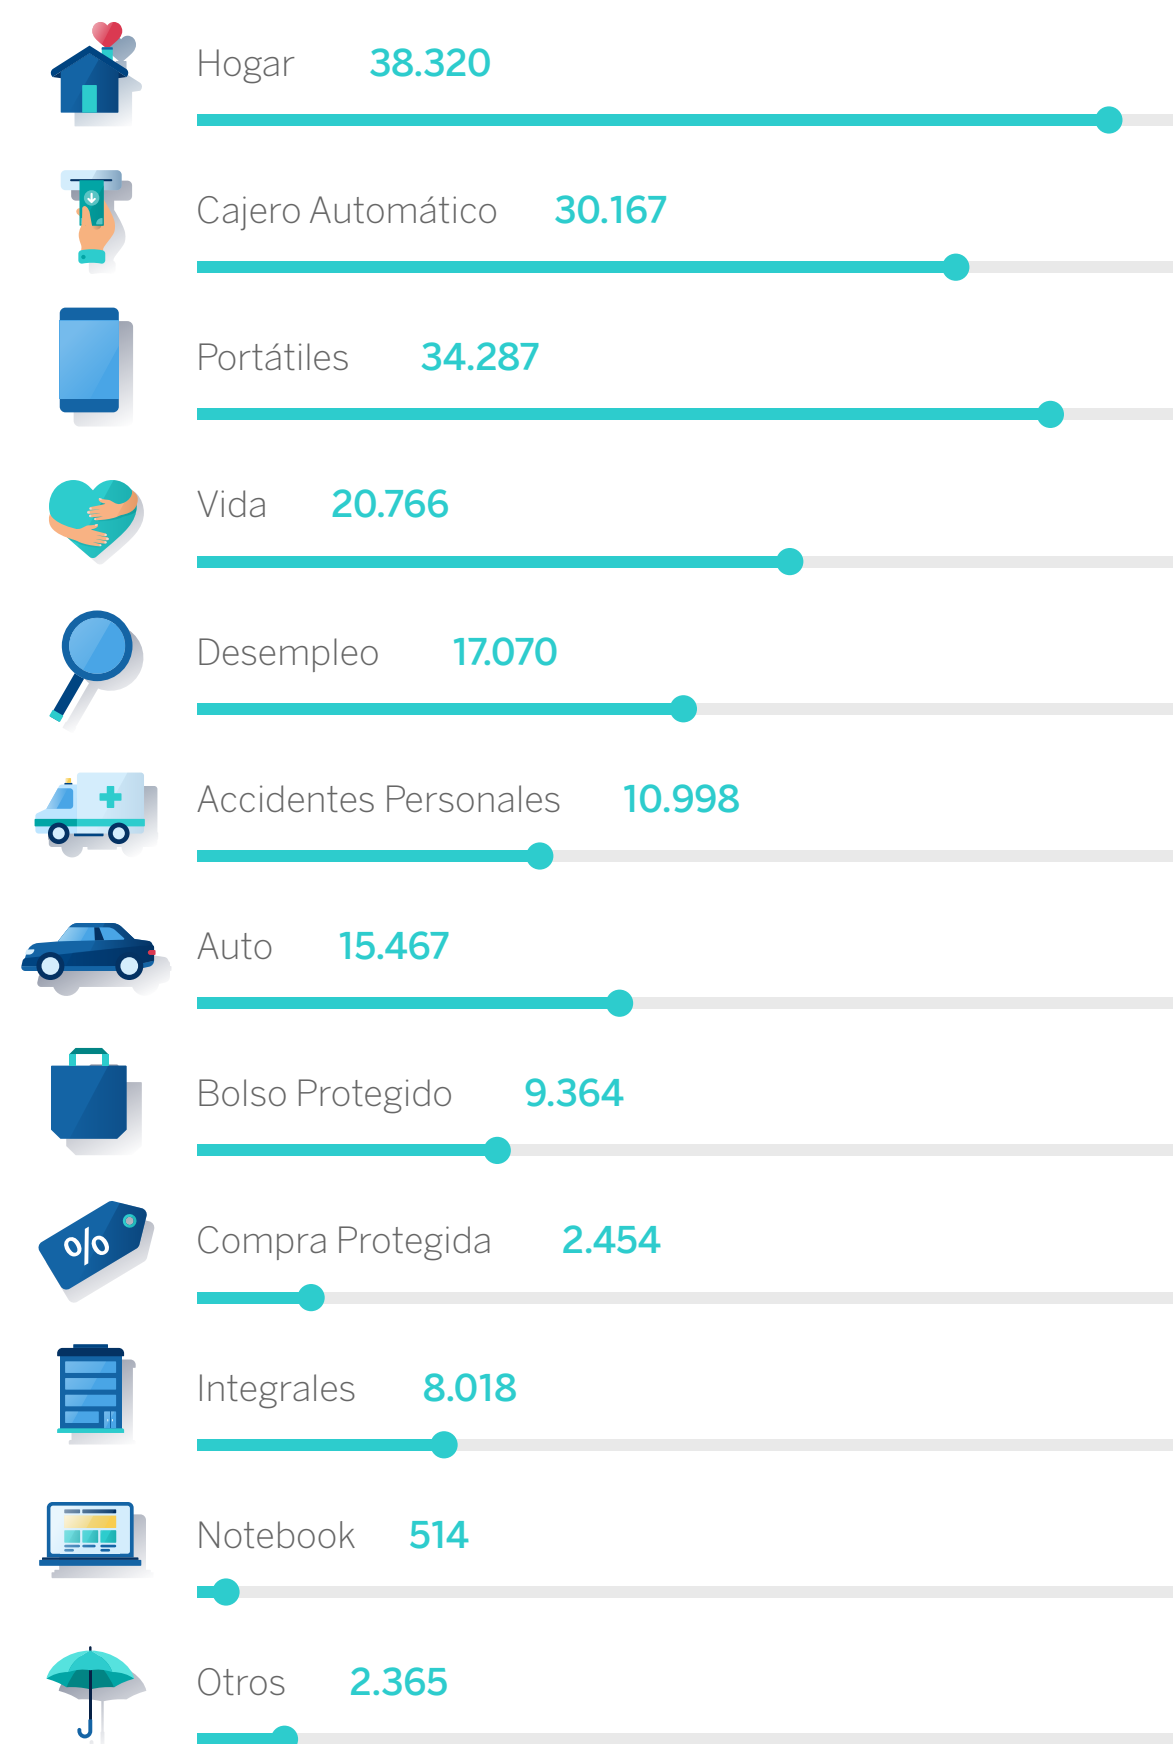 Hogar 38.320
Cajero Automático 30.167
Portátiles 34.287
Vida 20.766
Desempleo 17.070
Accidentes Personales 10.998
Auto 15.467
Bolso Protegido 9.364
%
Compra Protegida 2.454
Integrales 8.018
Notebook 514
Otros 2.365